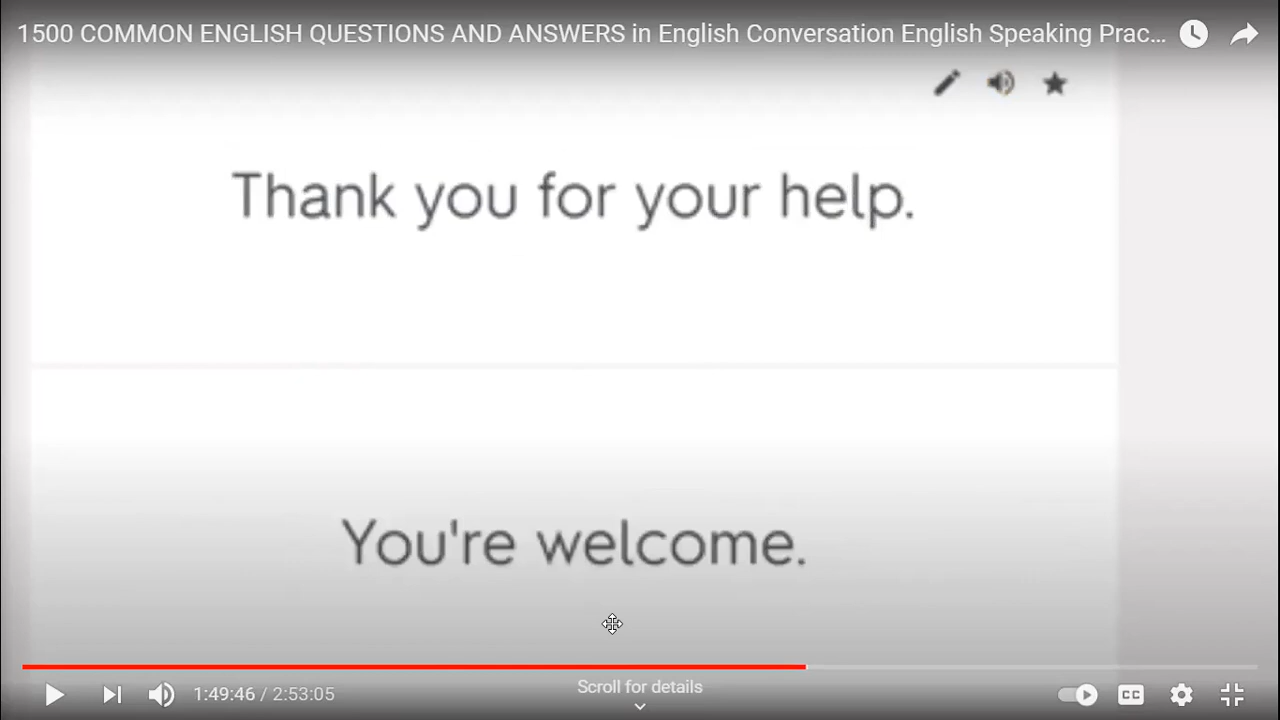 1500 COMMON ENGLISH QUESTIONS AND ANSWERS in English Conversation English Speaking Prac...
Thank you for your help.
You're welcome.
Scroll for details
1:49:46 / 2:53:05
CC